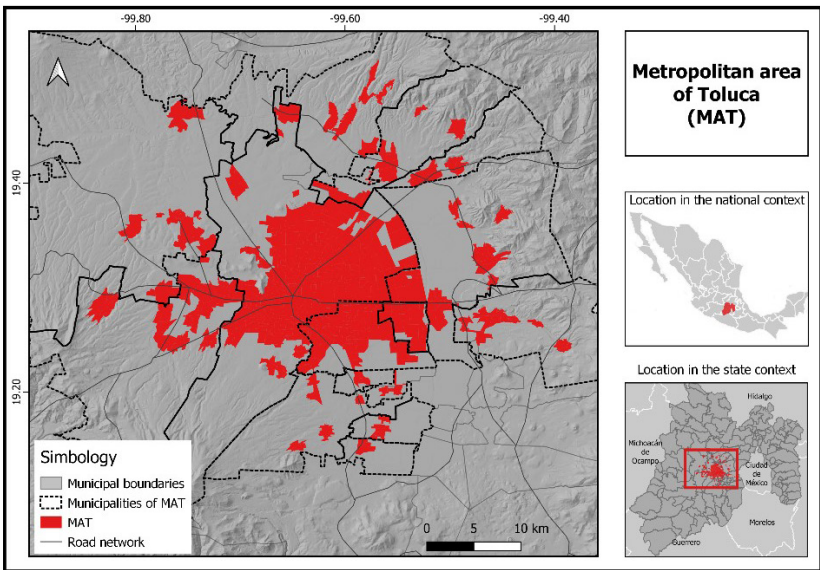 -99.80
-99.60
-99.40
19.40
19.20
Simbology
Municipal boundaries
Municipalities of MAT
MAT
Road network
0
5
10 km
Metropolitan area
of Toluca
(MAT)
Location in the national context
Location in the state context
Hidalgo
Michoacán
de
Ocampo
Ciudad
de
México
Morelos
Guerrero